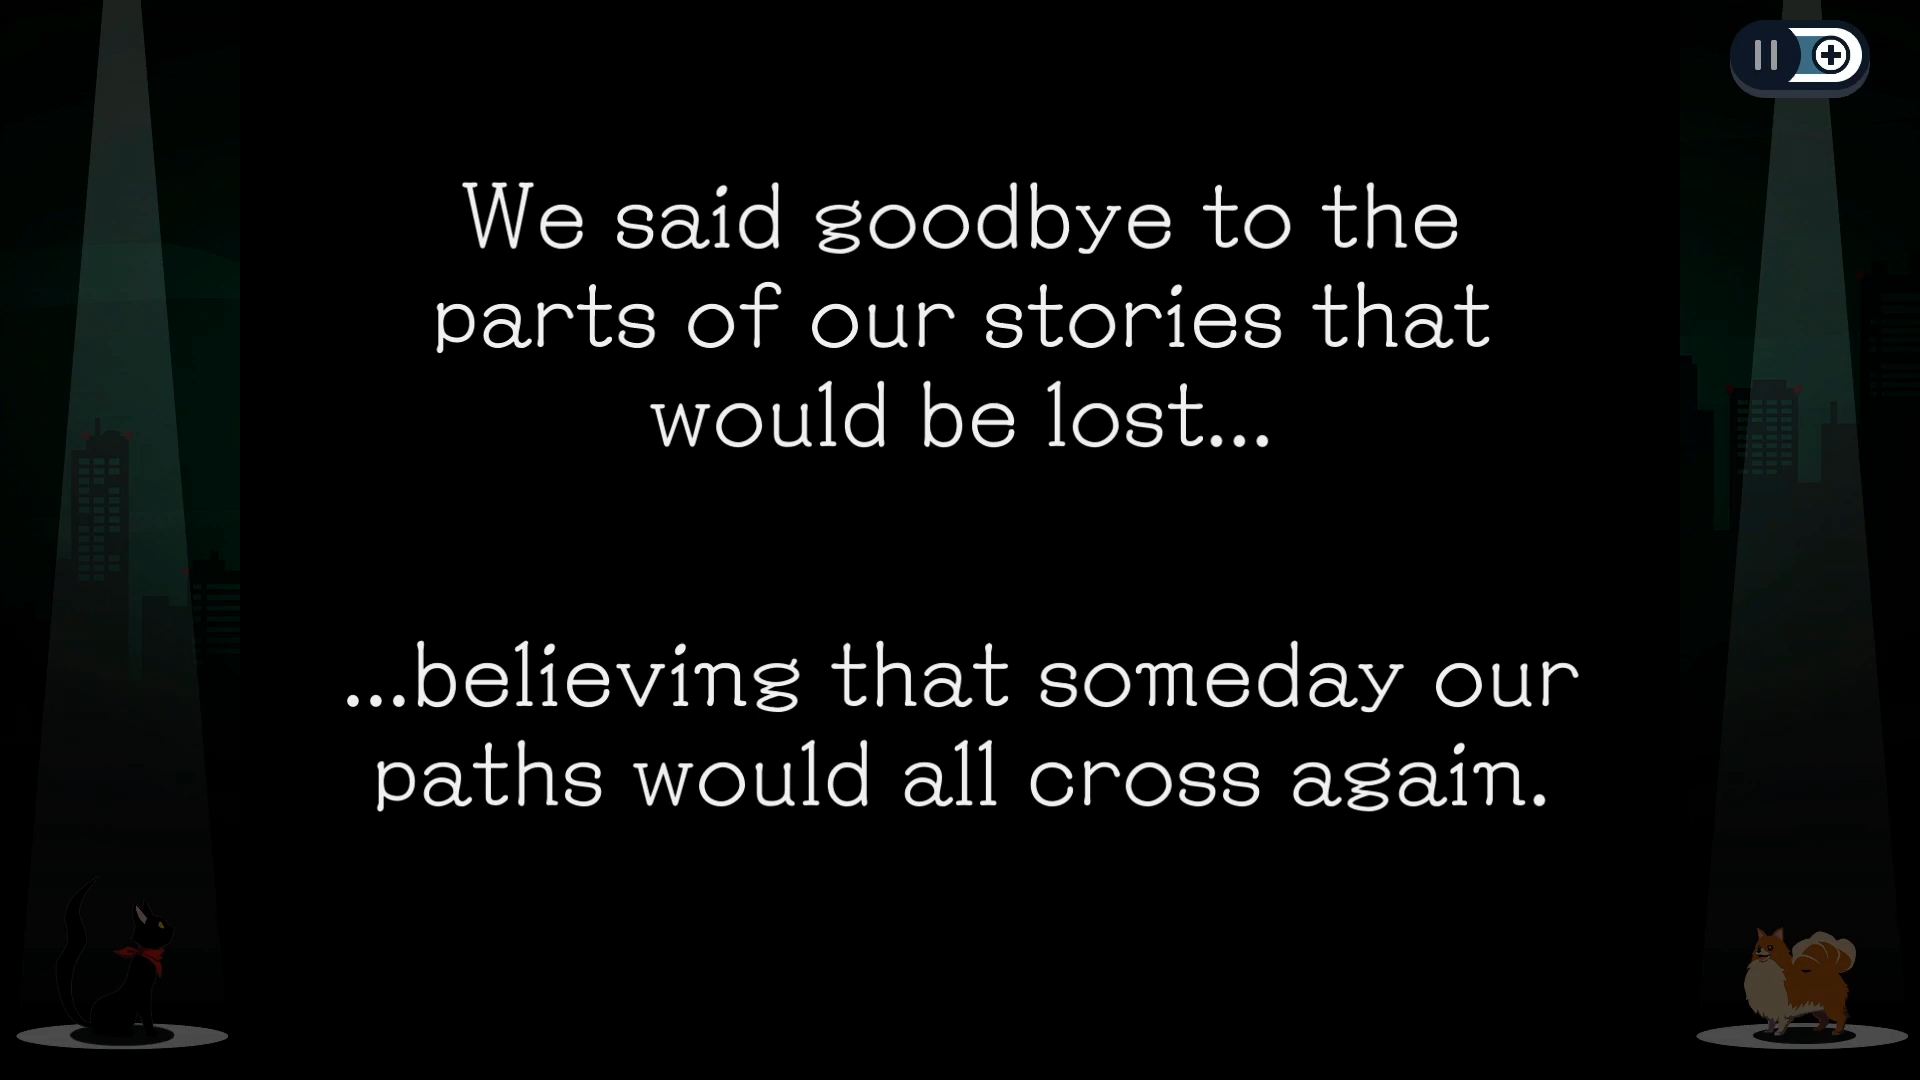 We said goodbye to the
parts of our stories that
would be lost...
...believing that someday our
paths would all cross again.